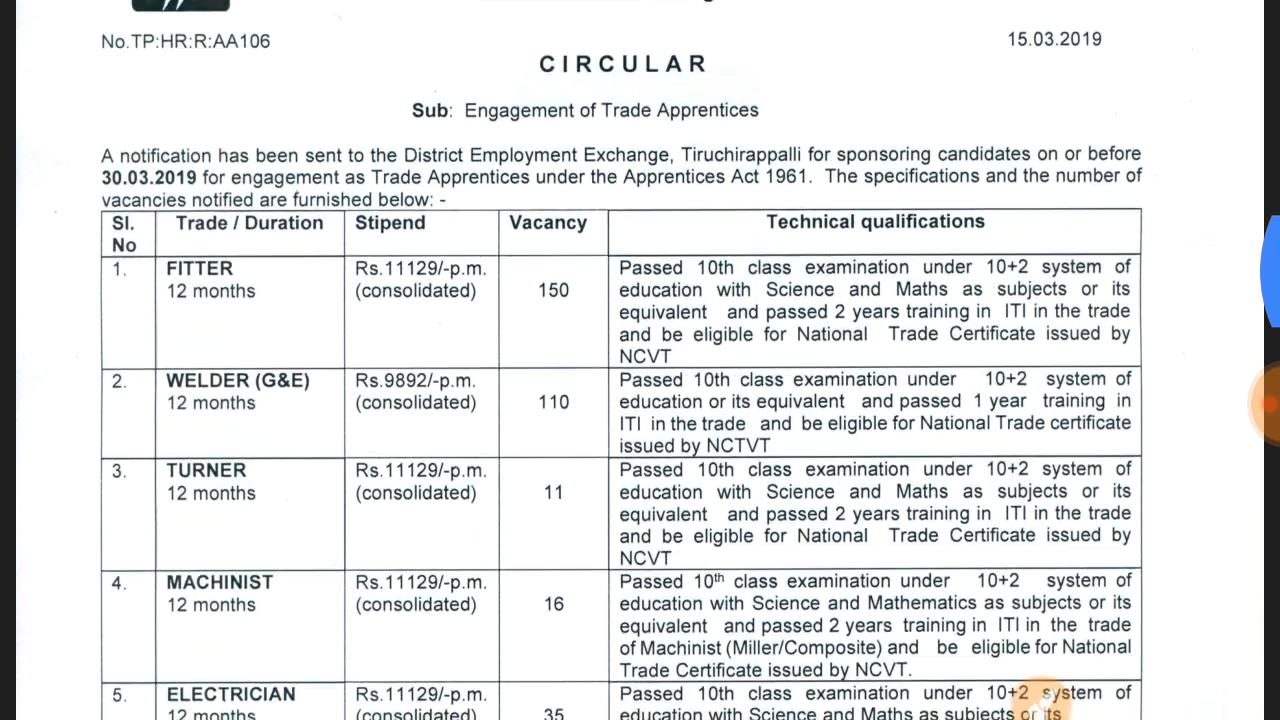 No.TP:HR:R:AA106 15.03.2019
CIRCULAR
Sub: Engagement of Trade Apprentices
A notification has been sent to the District Employment Exchange, Tiruchirappalli for sponsoring candidates on or before
30.03.2019 for engagement as Trade Apprentices under the Apprentices Act 1961. The specifications and the number of
vacancies notified are furnished below: -
Sl. No Trade / Duration Stipend Vacancy Technical qualifications
1. FITTER Rs.11129/-p.m. Passed 10th class examination under 10+2 system of
12 months (consolidated) 150 education with Science and Maths as subjects or its
equivalent and passed 2 years training in ITI in the trade
and be eligible for National Trade Certificate issued by
NCVT
2. WELDER (G&E) Rs.9892/-p.m. Passed 10th class examination under 10+2 system of
12 months (consolidated) 110 education or its equivalent and passed 1 year training in
ITI in the trade and be eligible for National Trade certificate
issued by NCTVT
3. TURNER Rs.11129/-p.m. Passed 10th class examination under 10+2 system of
12 months (consolidated) 11 education with Science and Maths as subjects or its
equivalent and passed 2 years training in ITI in the trade
and be eligible for National Trade Certificate issued by
NCVT
4. MACHINIST Rs.11129/-p.m. Passed 10th class examination under 10+2 system of
12 months (consolidated) 16 education with Science and Mathematics as subjects or its
equivalent and passed 2 years training in ITI in the trade
of Machinist (Miller/Composite) and be eligible for National
Trade Certificate issued by NCVT.
5. ELECTRICIAN Rs.11129/-p.m. Passed 10th class examination under 10+2 system of
12 months (consolidated) 35 education with Science and Maths as subjects or its